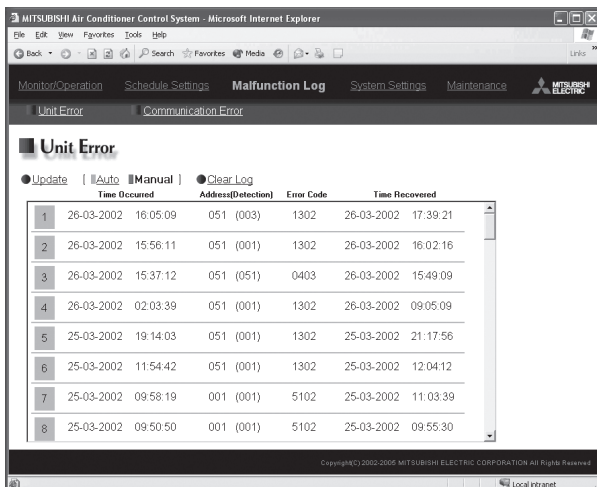 MITSUBISHI Air Conditioner Control System - Microsoft Internet Explorer
File Edit View Favorites Tools Help
Back Search Favorites Media Links »
Monitor/Operation Schedule Settings Malfunction Log System Settings Maintenance MITSUBISHI ELECTRIC
Unit Error Communication Error
Unit Error
Update [ Auto Manual ] Clear Log
Time Occurred Address(Detection) Error Code Time Recovered
1 26-03-2002 16:05:09 051 (003) 1302 26-03-2002 17:39:21
2 26-03-2002 15:56:11 051 (001) 1302 26-03-2002 16:02:16
3 26-03-2002 15:37:12 051 (051) 0403 26-03-2002 15:49:09
4 26-03-2002 02:03:39 051 (001) 1302 26-03-2002 09:05:09
5 25-03-2002 19:14:03 051 (001) 1302 25-03-2002 21:17:56
6 25-03-2002 11:54:42 051 (001) 1302 25-03-2002 12:04:12
7 25-03-2002 09:58:19 001 (001) 5102 25-03-2002 11:03:39
8 25-03-2002 09:50:50 001 (001) 5102 25-03-2002 09:55:30
Copyright(C) 2002-2005 MITSUBISHI ELECTRIC CORPORATION All Rights Reserved
Local intranet